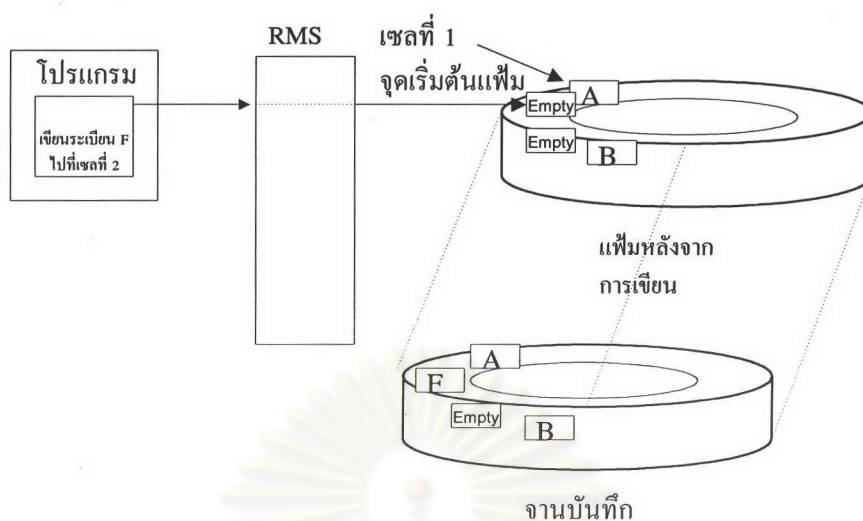 RMS
เซลที่ 1
จุดเริ่มต้นแฟ้ม
โปรแกรม
เขียนระเบียน F
ไปที่เซลที่ 2
A
Empty
Empty
B
แฟ้มหลังจาก
การเขียน
A
F
Empty
B
จานบันทึก